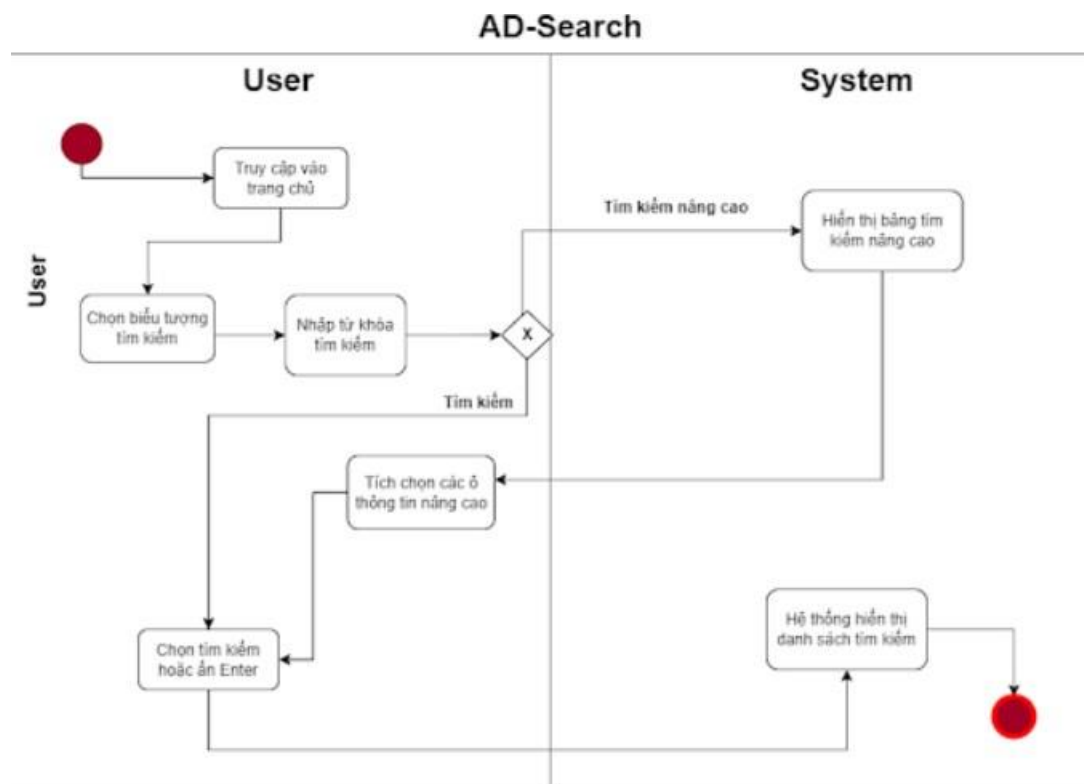 AD-Search
User
System
User
Truy cập vào
trang chủ
Chọn biểu tượng
tìm kiếm
Nhập từ khóa
tìm kiếm
X
Tìm kiếm nâng cao
Hiển thị bảng tìm
kiếm nâng cao
Tìm kiếm
Tích chọn các ô
thông tin nâng cao
Chọn tìm kiếm
hoặc ấn Enter
Hệ thống hiển thị
danh sách tìm kiếm